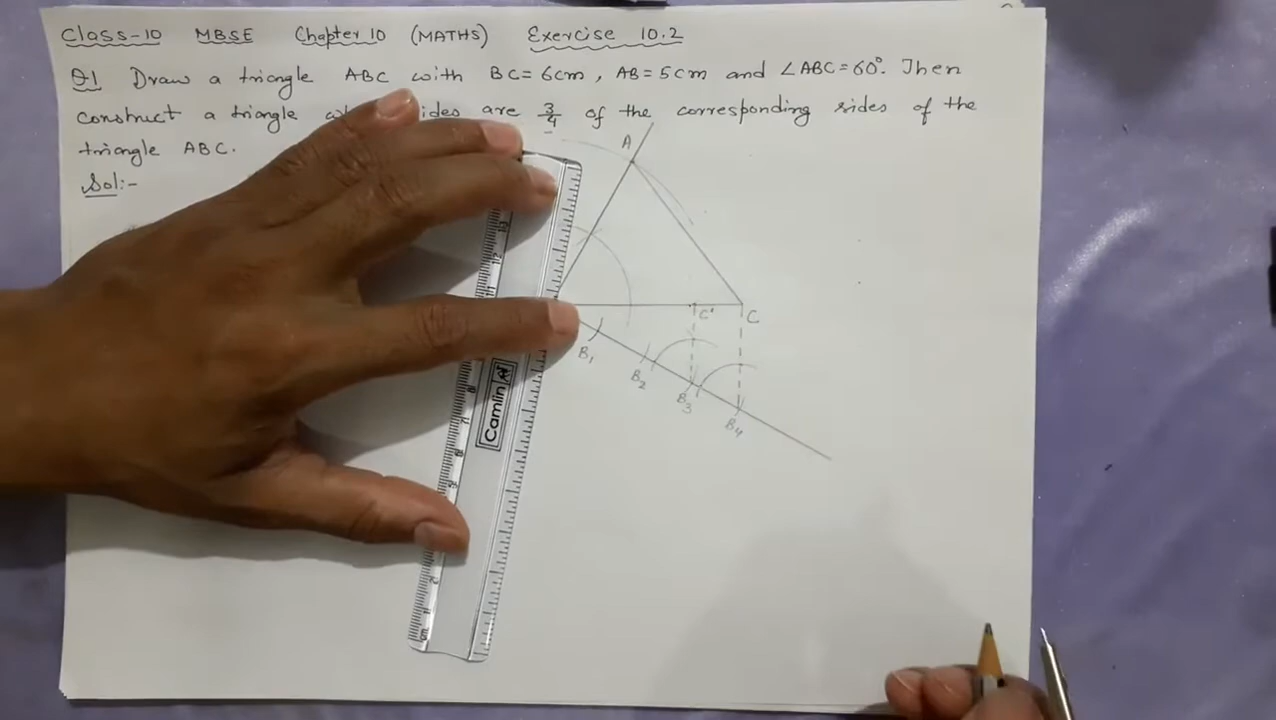 Class-10 MBSE Chapter 10 (MATHS) Exercise 10.2
Q1 Draw a triangle ABC with BC= 6cm, AB= 5cm and ∠ABC= 60°. Then
construct a triangle are 3/4 of the corresponding sides of the
triangle ABC.
Sol:-
A
C' C
B1
B2
B3
B4
Camlin
cm